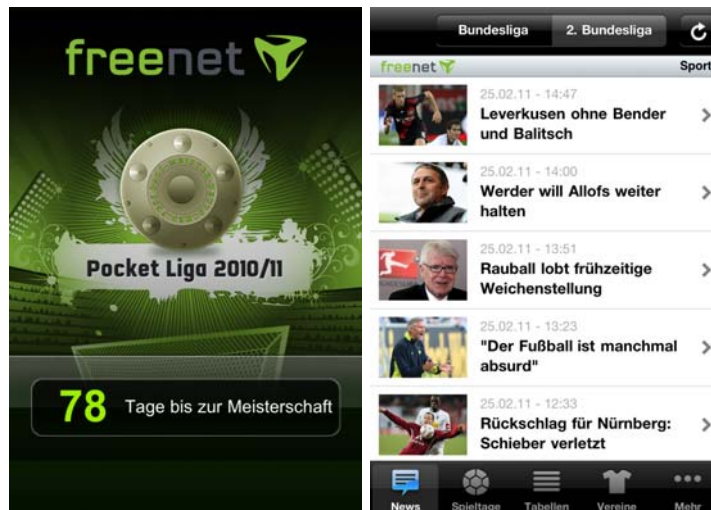 freenet
Pocket Liga 2010/11
78 Tage bis zur Meisterschaft
Bundesliga 2. Bundesliga
freenet Sport
25.02.11 - 14:47
Leverkusen ohne Bender
und Balitsch
25.02.11 - 14:00
Werder will Allofs weiter
halten
25.02.11 - 13:51
Rauball lobt frühzeitige
Weichenstellung
25.02.11 - 13:23
"Der Fußball ist manchmal
absurd"
25.02.11 - 12:33
Rückschlag für Nürnberg:
Schieber verletzt
News Spieltage Tabellen Vereine Mehr